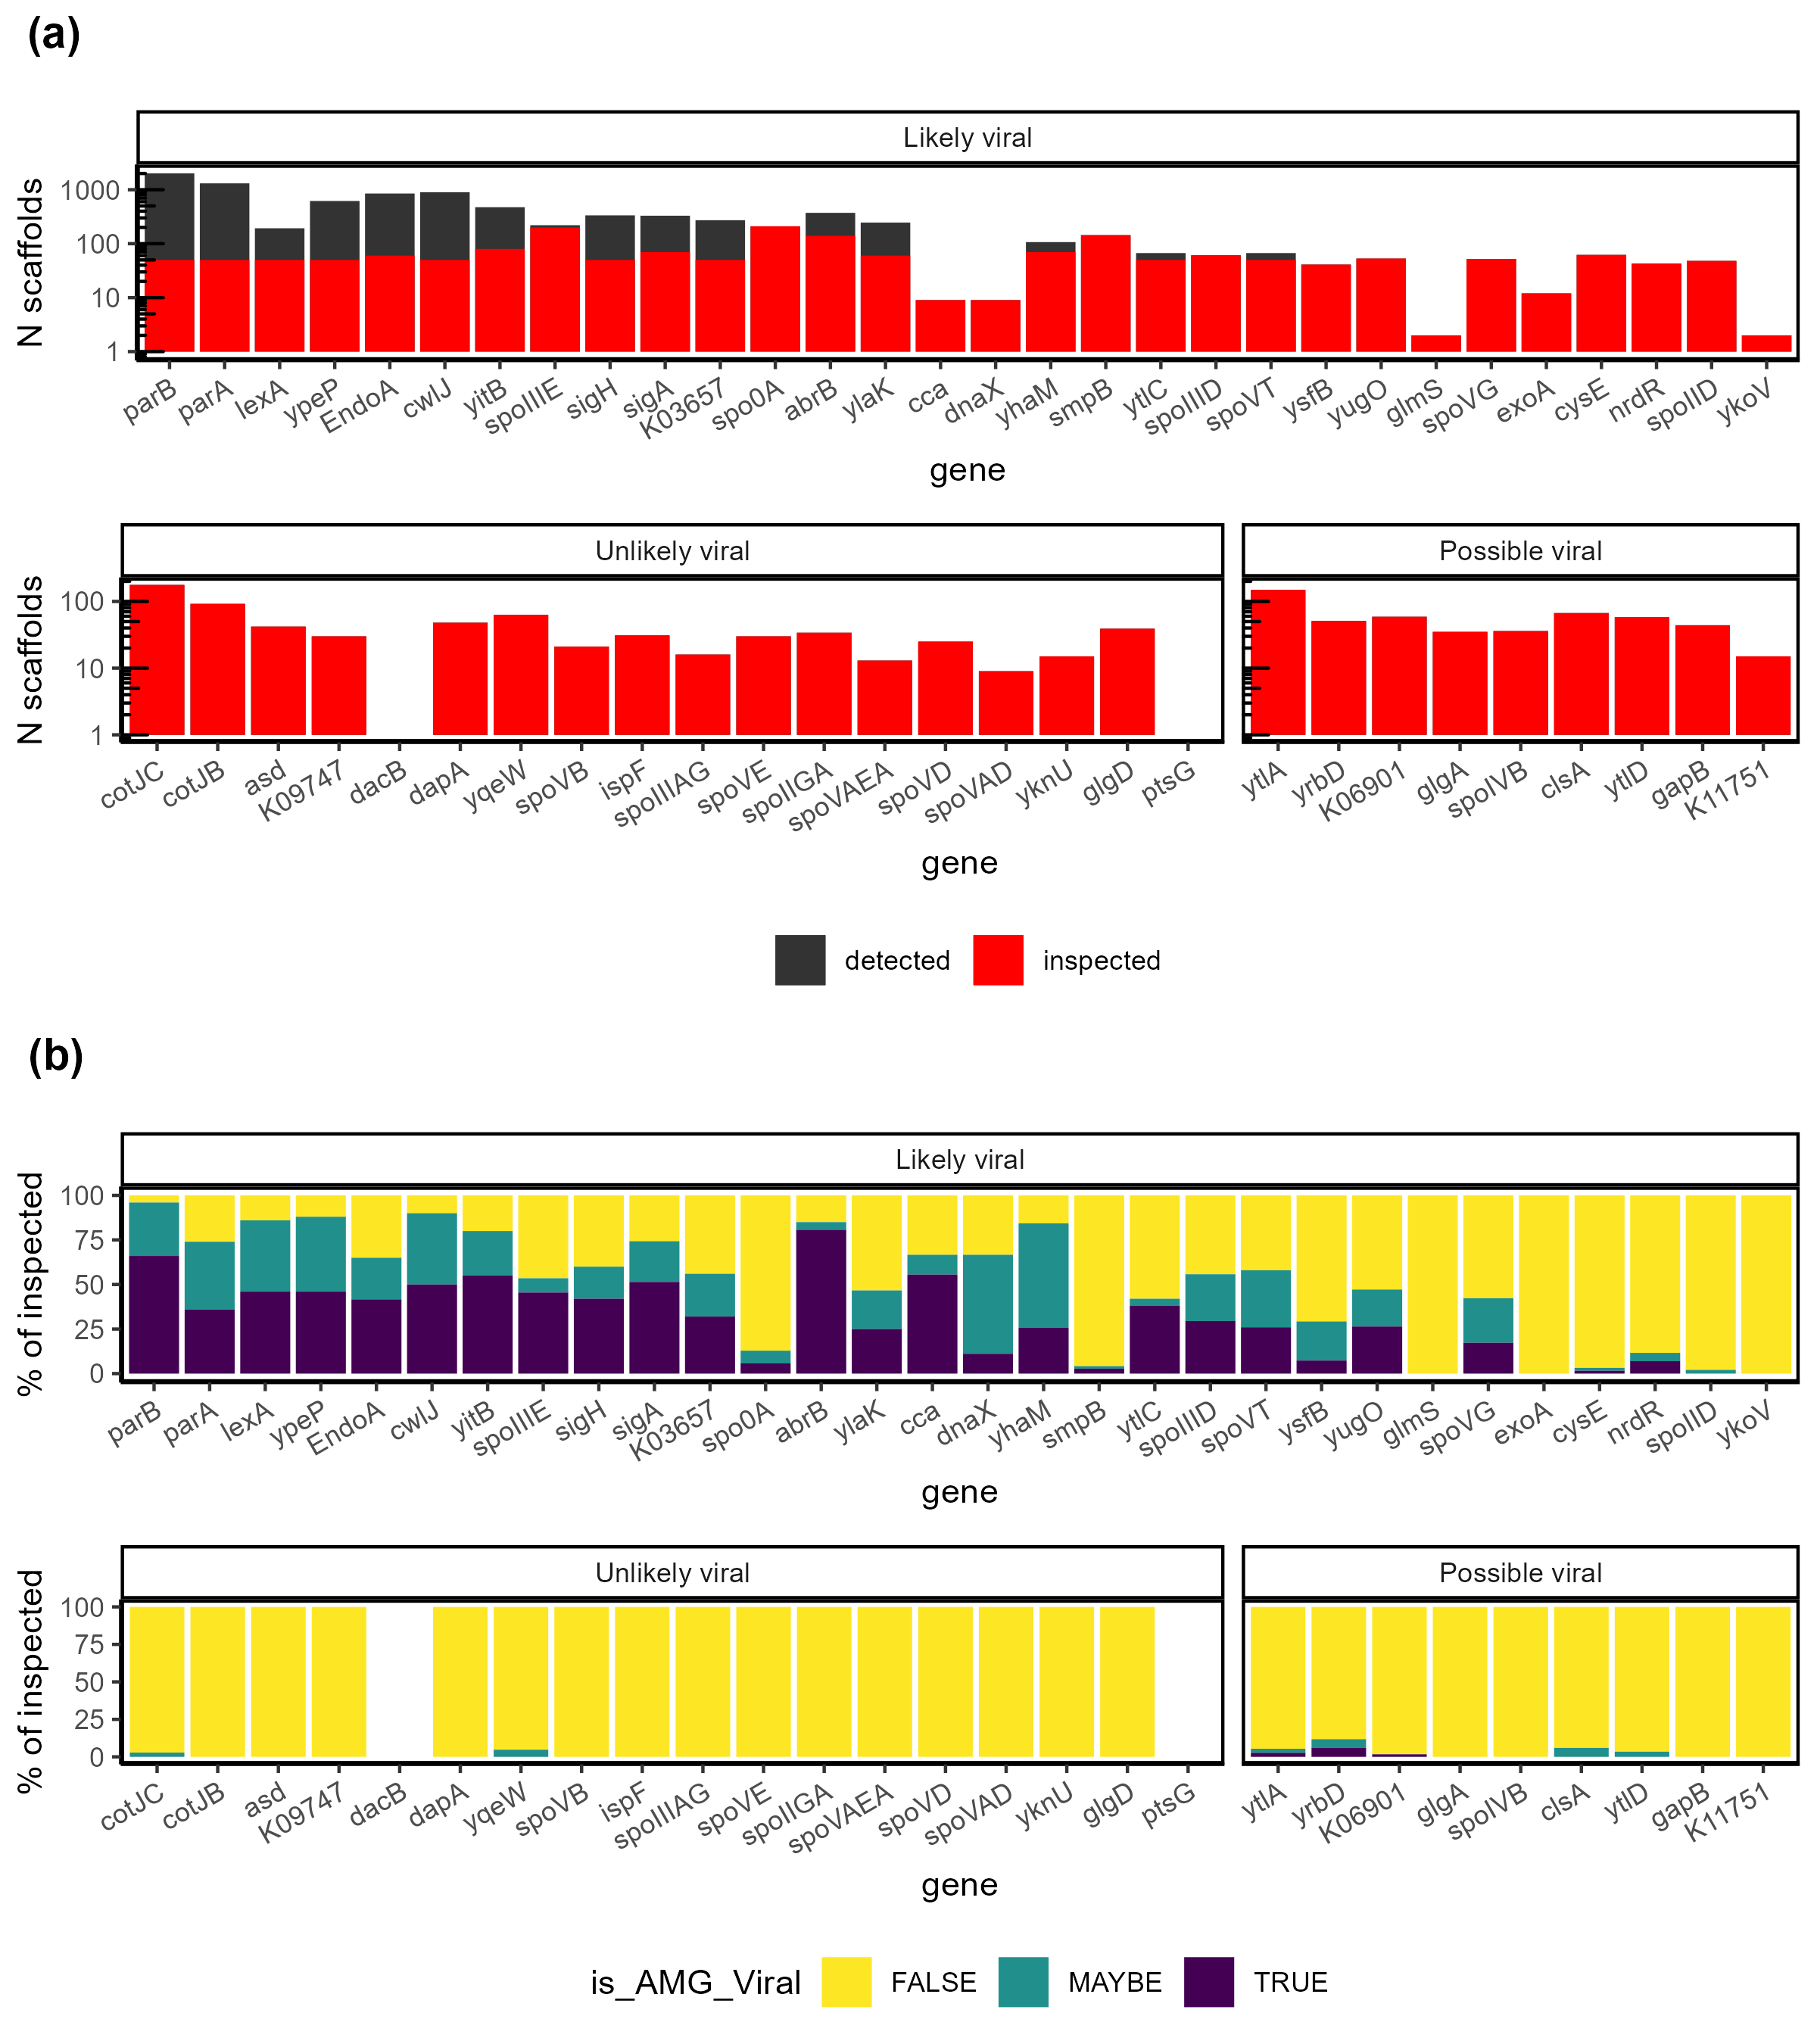 (a)
Likely viral
N scaffolds
1000
100
10
1
parB parA lexA ypeP EndoA cwlJ yitB spoIIIE sigH sigA K03657 spo0A abrB ylaK cca dnaX yhaM smpB ytlC spoIIID spoVT ysfB yugO glmS spoVG exoA cysE nrdR spoIID ykoV
gene
Unlikely viral
Possible viral
N scaffolds
100
10
1
cotJC cotJB asd K09747 dacB dapA yqeW spoVB ispF spoIIIAG spoVE spoIIGA spoVAEA spoVD spoVAD yknU glgD ptsG
ytlA yrbD K06901 glgA spoIVB clsA ytlD gapB K11751
gene
detected inspected
(b)
Likely viral
% of inspected
100
75
50
25
0
parB parA lexA ypeP EndoA cwlJ yitB spoIIIE sigH sigA K03657 spo0A abrB ylaK cca dnaX yhaM smpB ytlC spoIIID spoVT ysfB yugO glmS spoVG exoA cysE nrdR spoIID ykoV
gene
Unlikely viral
Possible viral
% of inspected
100
75
50
25
0
cotJC cotJB asd K09747 dacB dapA yqeW spoVB ispF spoIIIAG spoVE spoIIGA spoVAEA spoVD spoVAD yknU glgD ptsG
ytlA yrbD K06901 glgA spoIVB clsA ytlD gapB K11751
gene
is_AMG_Viral FALSE MAYBE TRUE